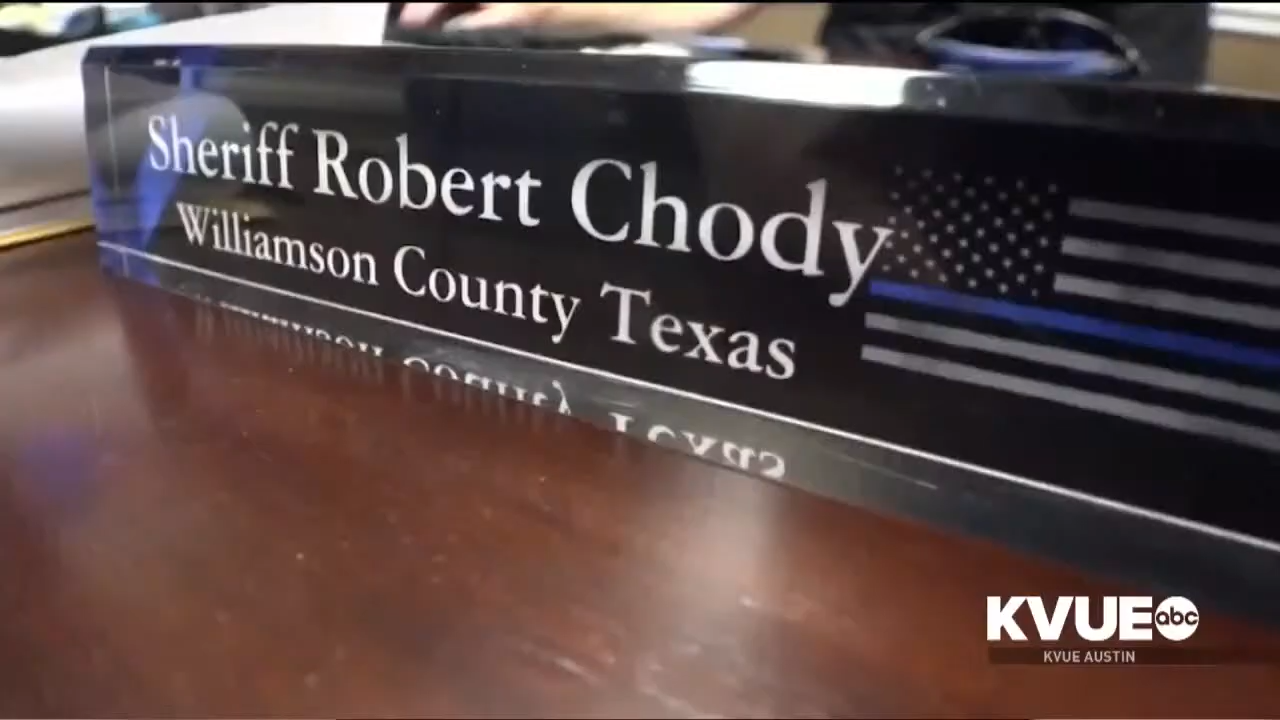 Sheriff Robert Chody
Williamson County Texas
KVUE abc
KVUE AUSTIN